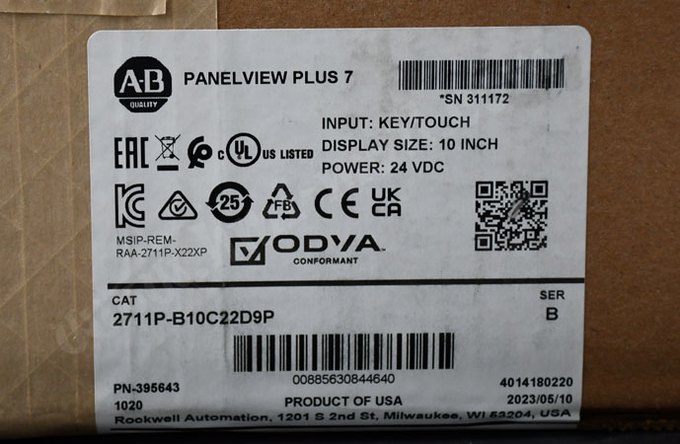 A-B
QUALITY
PANELVIEW PLUS 7
*SN 311172
INPUT: KEY/TOUCH
DISPLAY SIZE: 10 INCH
POWER: 24 VDC
EAC
C UL US LISTED
25
FB
CE
UK
CA
MSIP-REM-
RAA-2711P-X22XP
ODVA
CONFORMANT
CAT
2711P-B10C22D9P
SER
B
00885630844640
PN-395643
4014180220
1020
PRODUCT OF USA
2023/05/10
Rockwell Automation, 1201 S 2nd St, Milwaukee, WI 53204, USA